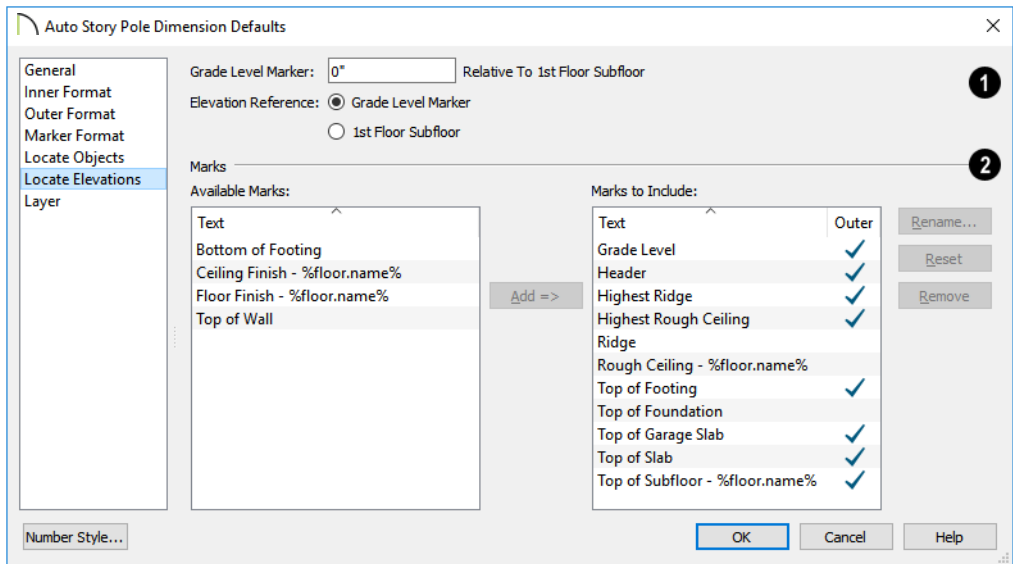 Auto Story Pole Dimension Defaults
General
Inner Format
Outer Format
Marker Format
Locate Objects
Locate Elevations
Layer
Grade Level Marker: 0" Relative To 1st Floor Subfloor
1
Elevation Reference: Grade Level Marker
1st Floor Subfloor
Marks
2
Available Marks:
Text
Bottom of Footing
Ceiling Finish - %floor.name%
Floor Finish - %floor.name%
Top of Wall
Add =>
Marks to Include:
Text Outer
Grade Level
Header
Highest Ridge
Highest Rough Ceiling
Ridge
Rough Ceiling - %floor.name%
Top of Footing
Top of Foundation
Top of Garage Slab
Top of Slab
Top of Subfloor - %floor.name%
Rename...
Reset
Remove
Number Style...
OK
Cancel
Help